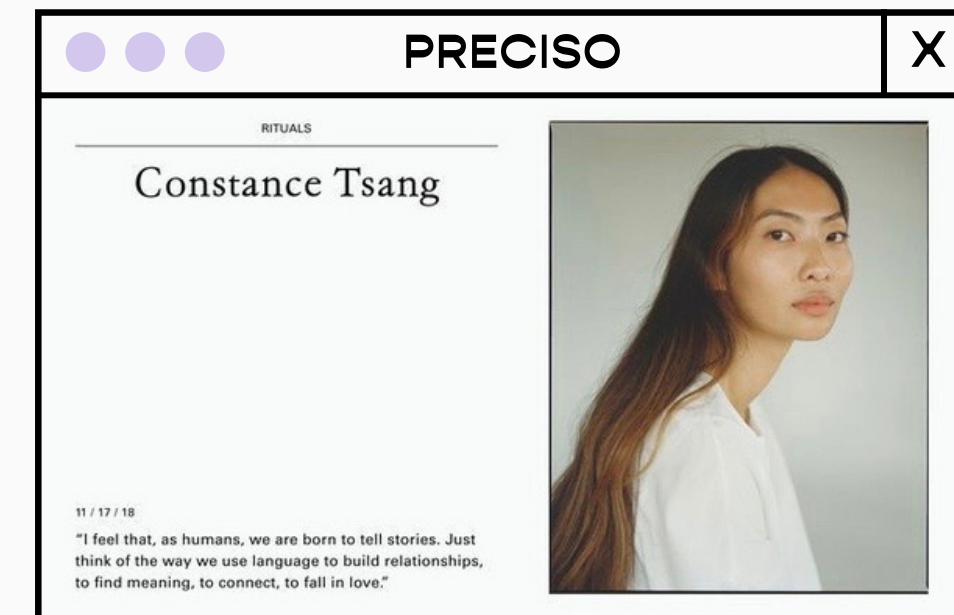 PRECISO
X
RITUALS
Constance Tsang
11 / 17 / 18
“I feel that, as humans, we are born to tell stories. Just
think of the way we use language to build relationships,
to find meaning, to connect, to fall in love.”